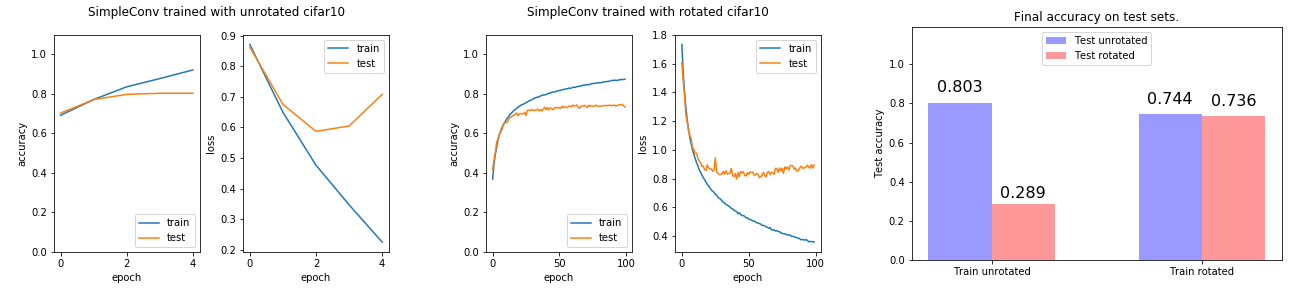 SimpleConv trained with unrotated cifar10
accuracy
1.0
0.8
0.6
0.4
0.2
0.0
0
2
4
epoch
train
test
loss
0.9
0.8
0.7
0.6
0.5
0.4
0.3
0.2
0
2
4
epoch
train
test
SimpleConv trained with rotated cifar10
accuracy
1.0
0.8
0.6
0.4
0.2
0.0
0
50
100
epoch
train
test
loss
1.8
1.6
1.4
1.2
1.0
0.8
0.6
0.4
0
50
100
epoch
train
test
Final accuracy on test sets.
Test accuracy
1.0
0.8
0.6
0.4
0.2
0.0
Test unrotated
Test rotated
0.803
0.289
0.744
0.736
Train unrotated
Train rotated